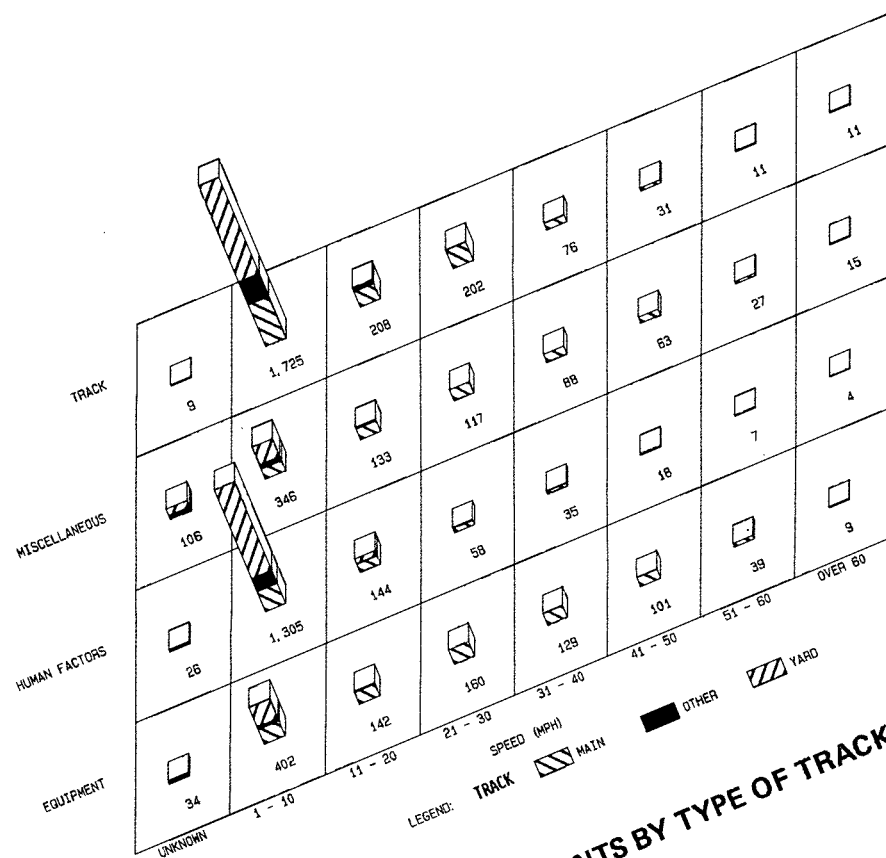 TRACK 9 1,725 208 202 76 31 11 11
MISCELLANEOUS 106 346 133 117 88 63 27 15
HUMAN FACTORS 26 1,305 144 58 35 18 7 4
EQUIPMENT 34 402 142 160 129 101 39 9
UNKNOWN 1 - 10 11 - 20 21 - 30 31 - 40 41 - 50 51 - 60 OVER 60
SPEED (MPH)
LEGEND: TRACK MAIN OTHER YARD
BY TYPE OF TRACK